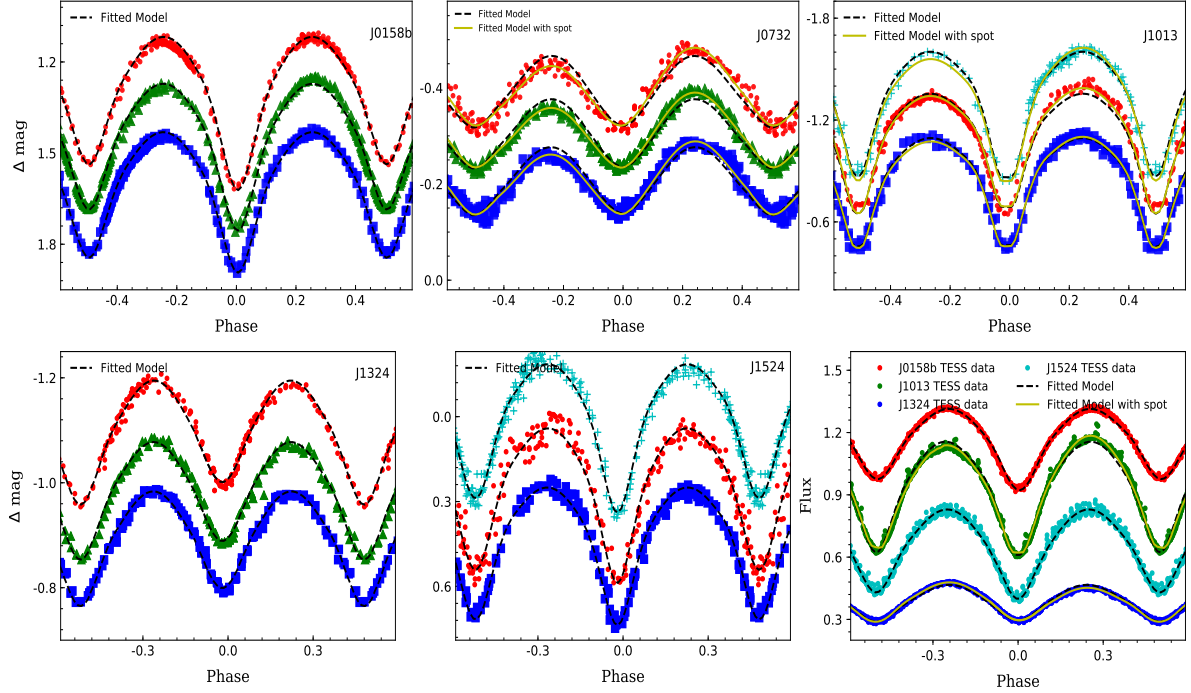 Fitted Model
J0158b
1.2
1.5
1.8
Δ mag
-0.4
-0.2
0.0
0.2
0.4
Phase
Fitted Model
Fitted Model with spot
J0732
-0.4
-0.2
0.0
-0.4
-0.2
0.0
0.2
0.4
Phase
Fitted Model
Fitted Model with spot
J1013
-1.8
-1.2
-0.6
-0.4
-0.2
0.0
0.2
0.4
Phase
Fitted Model
J1324
-1.2
-1.0
-0.8
Δ mag
-0.3
0.0
0.3
Phase
Fitted Model
J1524
0.0
0.3
0.6
-0.3
0.0
0.3
Phase
J0158b TESS data
J1013 TESS data
J1324 TESS data
J1524 TESS data
Fitted Model
Fitted Model with spot
1.5
1.2
0.9
0.6
0.3
Flux
-0.3
0.0
0.3
Phase